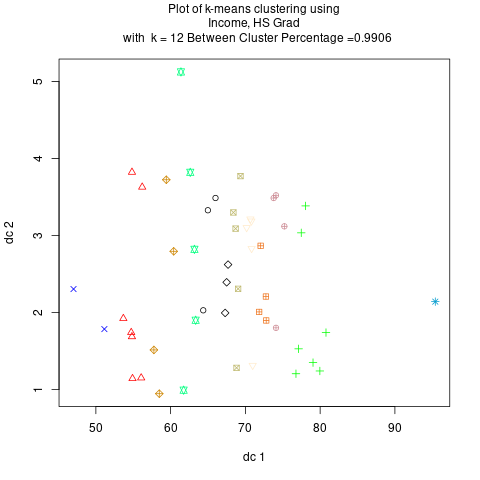 Plot of k-means clustering using
Income, HS Grad
with  k = 12 Between Cluster Percentage =0.9906
dc 2
5
4
3
2
1
50 60 70 80 90
dc 1